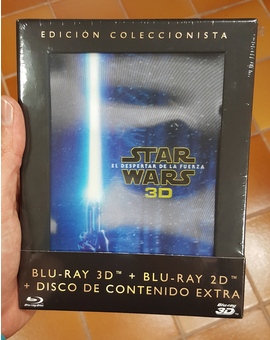 EDICIÓN COLECCIONISTA
STAR
EL DESPERTAR DE LA FUERZA
WARS
3D
BLU-RAY 3D™ + BLU-RAY 2D™
+ DISCO DE CONTENIDO EXTRA
Blu-ray
Blu-ray 3D